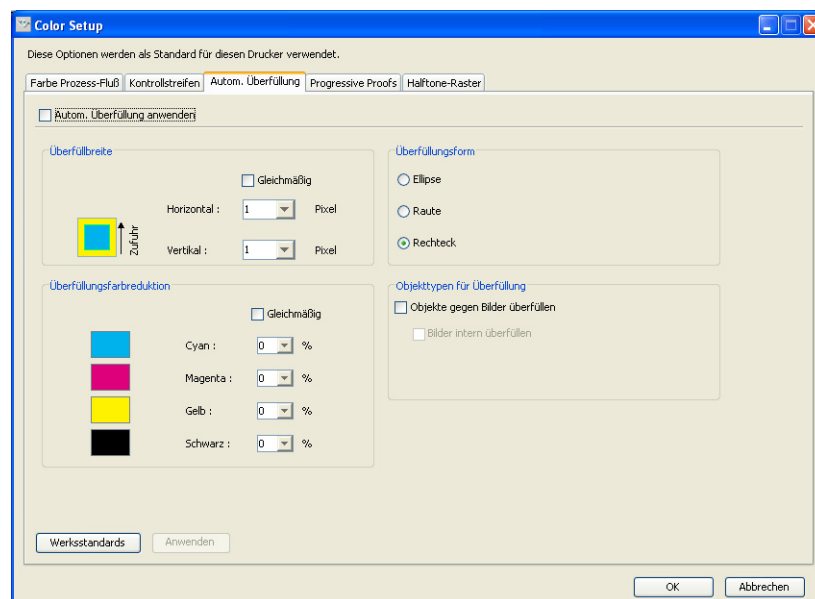 Color Setup
Diese Optionen werden als Standard für diesen Drucker verwendet.
Farbe Prozess-Fluß Kontrollstreifen Autom. Überfüllung Progressive Proofs Halftone-Raster
Autom. Überfüllung anwenden
Überfüllbreite
Gleichmäßig
Horizontal : 1 Pixel
Zufuhr
Vertikal : 1 Pixel
Überfüllungsform
Ellipse
Raute
Rechteck
Überfüllungsfarbreduktion
Gleichmäßig
Cyan : 0 %
Magenta : 0 %
Gelb : 0 %
Schwarz : 0 %
Objekttypen für Überfüllung
Objekte gegen Bilder überfüllen
Bilder intern überfüllen
Werksstandards Anwenden
OK Abbrechen